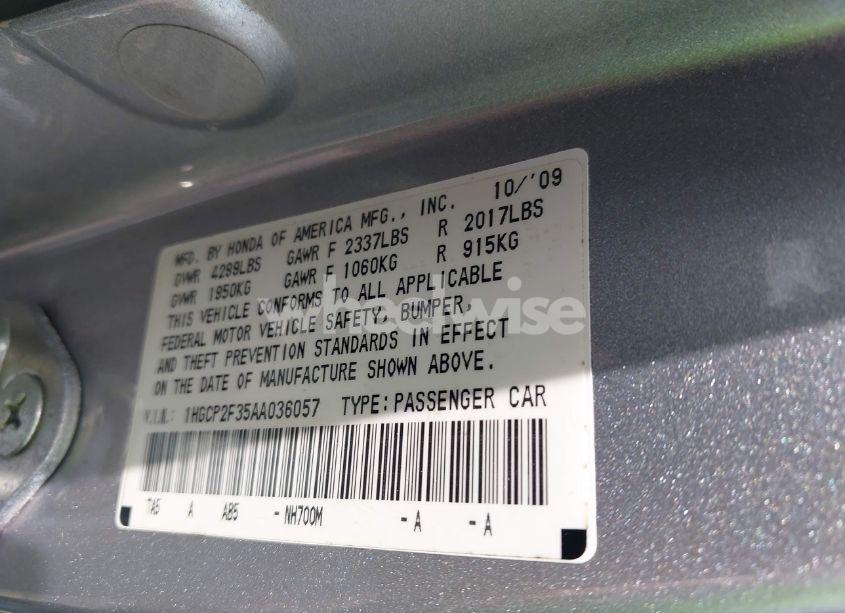 MFD. BY HONDA OF AMERICA MFG., INC. 10/'09
GVWR 4299LBS GAWR F 2337LBS R 2017LBS
GVWR 1950KG GAWR F 1060KG R 915KG
THIS VEHICLE CONFORMS TO ALL APPLICABLE
FEDERAL MOTOR VEHICLE SAFETY, BUMPER,
AND THEFT PREVENTION STANDARDS IN EFFECT
ON THE DATE OF MANUFACTURE SHOWN ABOVE.
V.I.N.: 1HGCP2F35AA036057 TYPE: PASSENGER CAR
TA5 A AB5 - NH700M - A - A
wheelwise